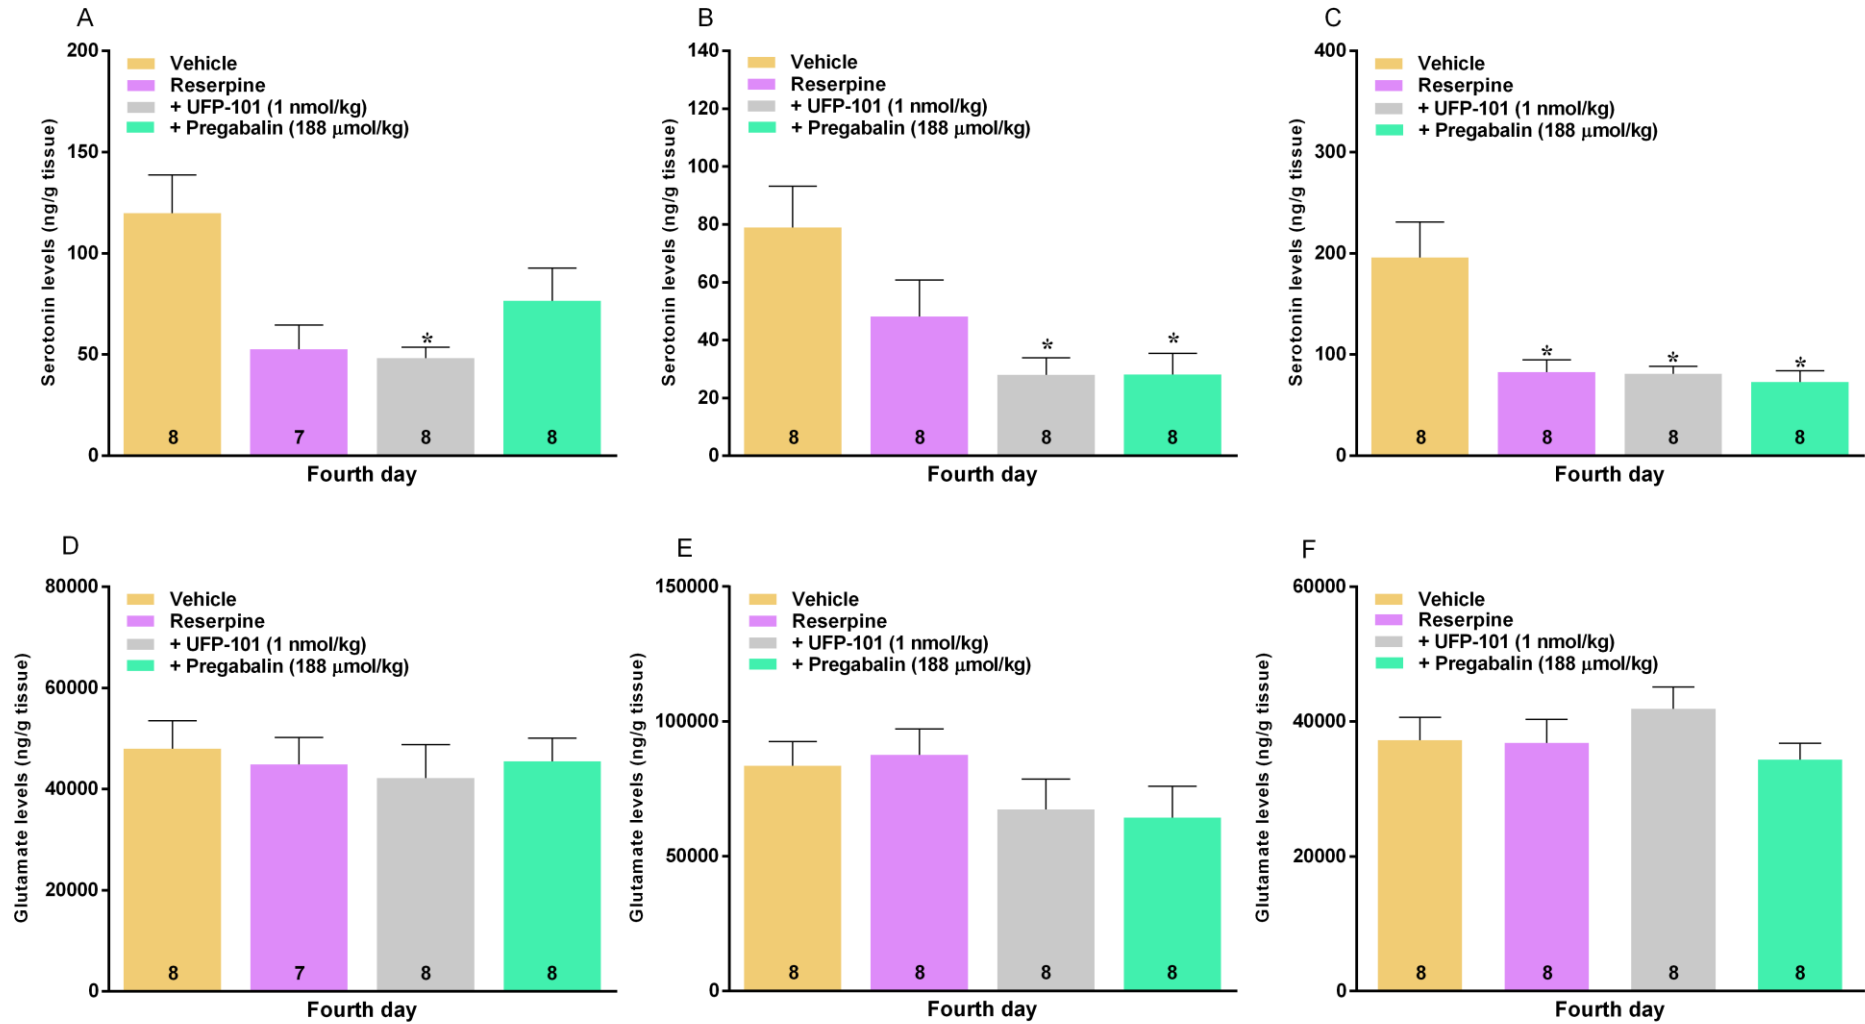 A
Serotonin levels (ng/g tissue)
200
150
100
50
0
Vehicle
Reserpine
+ UFP-101 (1 nmol/kg)
+ Pregabalin (188 μmol/kg)
*
8 7 8 8
Fourth day
B
Serotonin levels (ng/g tissue)
140
120
100
80
60
40
20
0
Vehicle
Reserpine
+ UFP-101 (1 nmol/kg)
+ Pregabalin (188 μmol/kg)
* *
8 8 8 8
Fourth day
C
Serotonin levels (ng/g tissue)
400
300
200
100
0
Vehicle
Reserpine
+ UFP-101 (1 nmol/kg)
+ Pregabalin (188 μmol/kg)
* * *
8 8 8 8
Fourth day
D
Glutamate levels (ng/g tissue)
80000
60000
40000
20000
0
Vehicle
Reserpine
+ UFP-101 (1 nmol/kg)
+ Pregabalin (188 μmol/kg)
8 7 8 8
Fourth day
E
Glutamate levels (ng/g tissue)
150000
100000
50000
0
Vehicle
Reserpine
+ UFP-101 (1 nmol/kg)
+ Pregabalin (188 μmol/kg)
8 8 8 8
Fourth day
F
Glutamate levels (ng/g tissue)
60000
40000
20000
0
Vehicle
Reserpine
+ UFP-101 (1 nmol/kg)
+ Pregabalin (188 μmol/kg)
8 8 8 8
Fourth day